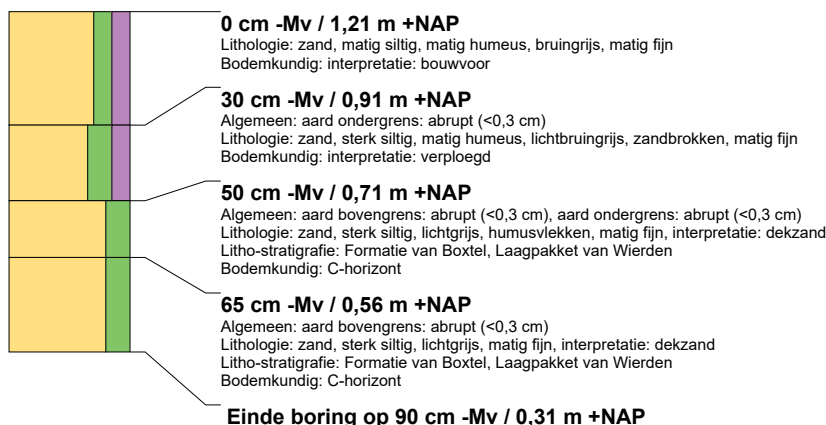 0 cm -Mv / 1,21 m +NAP
Lithologie: zand, matig siltig, matig humeus, bruingrijs, matig fijn
Bodemkundig: interpretatie: bouwvoor
30 cm -Mv / 0,91 m +NAP
Algemeen: aard ondergrens: abrupt (<0,3 cm)
Lithologie: zand, sterk siltig, matig humeus, lichtbruingrijs, zandbrokken, matig fijn
Bodemkundig: interpretatie: verploegd
50 cm -Mv / 0,71 m +NAP
Algemeen: aard bovengrens: abrupt (<0,3 cm), aard ondergrens: abrupt (<0,3 cm)
Lithologie: zand, sterk siltig, lichtgrijs, humusvlekken, matig fijn, interpretatie: dekzand
Litho-stratigrafie: Formatie van Boxtel, Laagpakket van Wierden
Bodemkundig: C-horizont
65 cm -Mv / 0,56 m +NAP
Algemeen: aard bovengrens: abrupt (<0,3 cm)
Lithologie: zand, sterk siltig, lichtgrijs, matig fijn, interpretatie: dekzand
Litho-stratigrafie: Formatie van Boxtel, Laagpakket van Wierden
Bodemkundig: C-horizont
Einde boring op 90 cm -Mv / 0,31 m +NAP